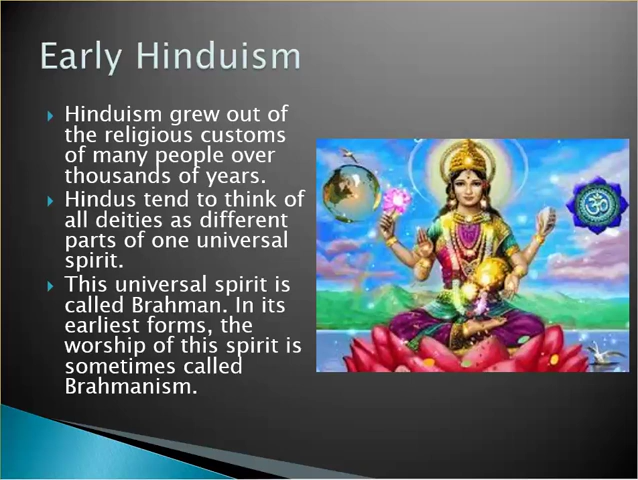 Early Hinduism
Hinduism grew out of
the religious customs
of many people over
thousands of years.
Hindus tend to think of
all deities as different
parts of one universal
spirit.
This universal spirit is
called Brahman. In its
earliest forms, the
worship of this spirit is
sometimes called
Brahmanism.
ॐ